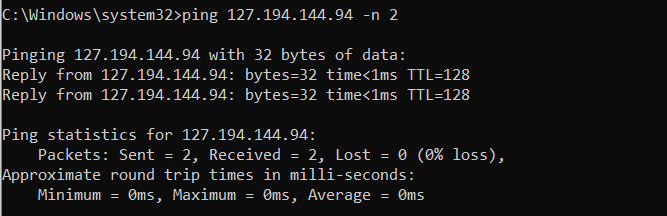 C:\Windows\system32>ping 127.194.144.94 -n 2
Pinging 127.194.144.94 with 32 bytes of data:
Reply from 127.194.144.94: bytes=32 time<1ms TTL=128
Reply from 127.194.144.94: bytes=32 time<1ms TTL=128
Ping statistics for 127.194.144.94:
    Packets: Sent = 2, Received = 2, Lost = 0 (0% loss),
Approximate round trip times in milli-seconds:
    Minimum = 0ms, Maximum = 0ms, Average = 0ms